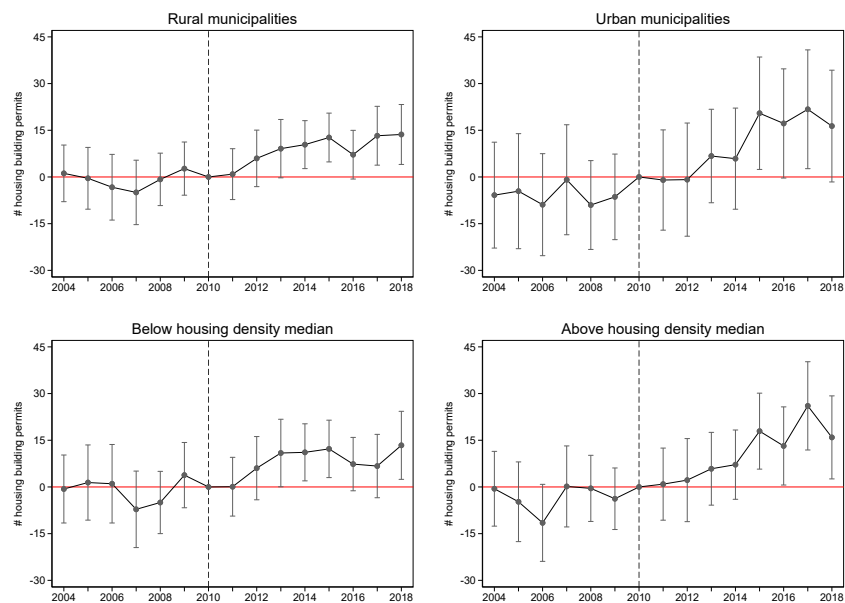 Rural municipalities
# housing building permits
45
30
15
0
-15
-30
2004 2006 2008 2010 2012 2014 2016 2018
Urban municipalities
# housing building permits
45
30
15
0
-15
-30
2004 2006 2008 2010 2012 2014 2016 2018
Below housing density median
# housing building permits
45
30
15
0
-15
-30
2004 2006 2008 2010 2012 2014 2016 2018
Above housing density median
# housing building permits
45
30
15
0
-15
-30
2004 2006 2008 2010 2012 2014 2016 2018